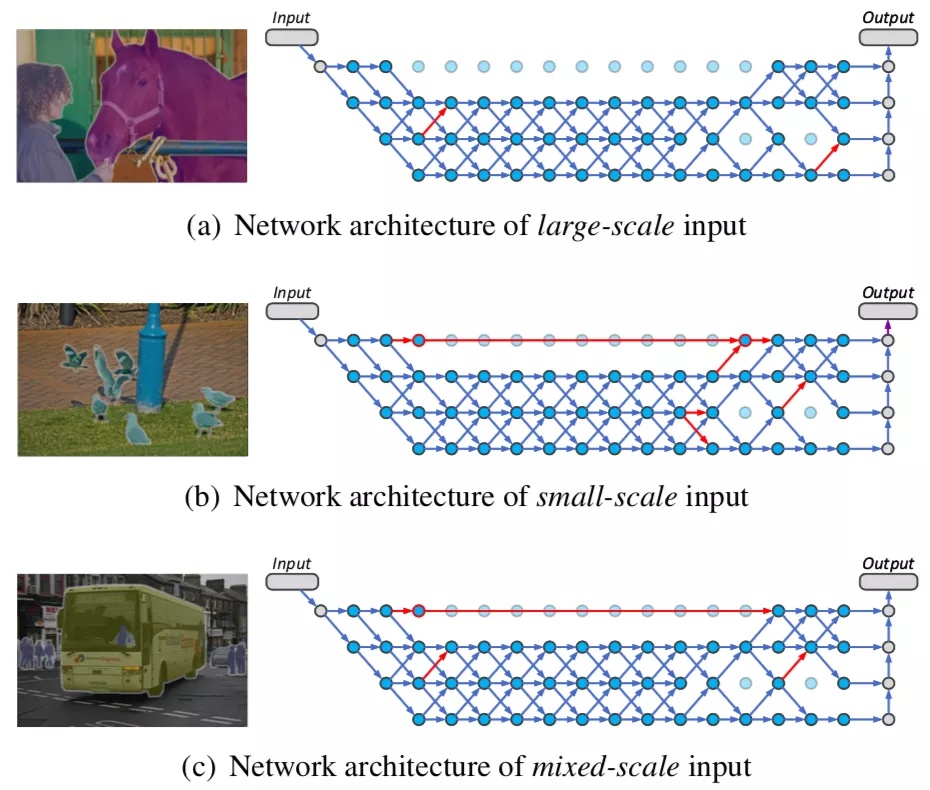 Input
Output
(a) Network architecture of large-scale input
Input
Output
(b) Network architecture of small-scale input
Input
Output
(c) Network architecture of mixed-scale input